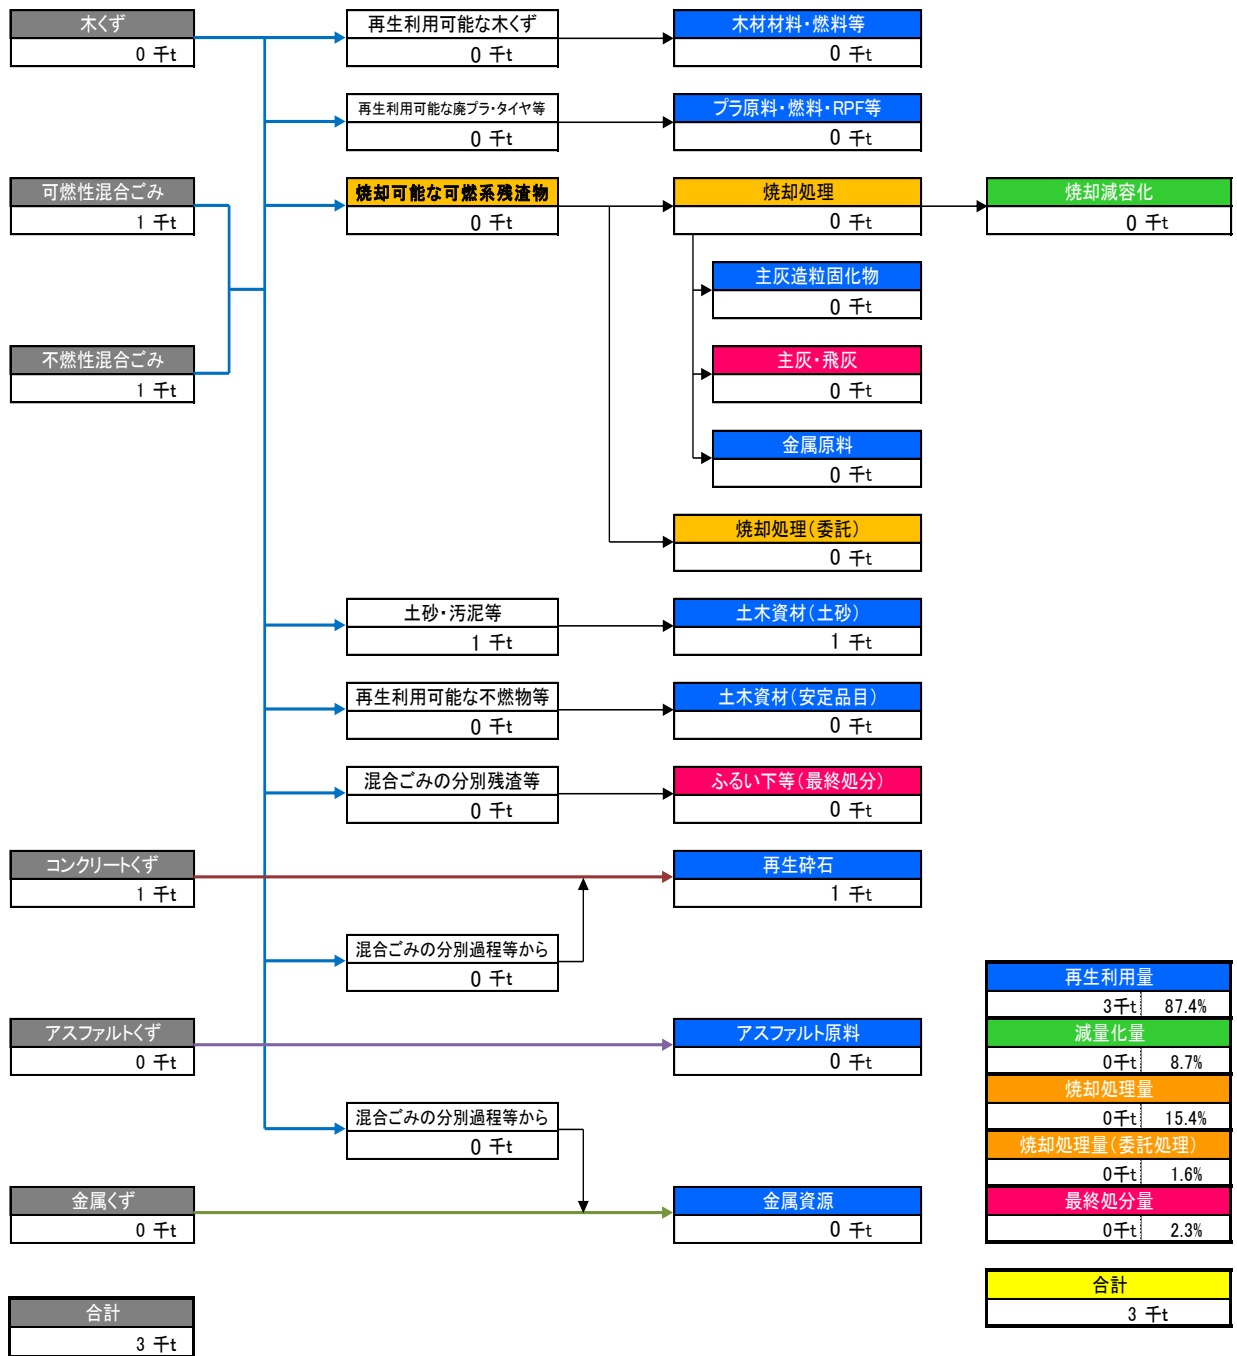 木くず
0 千t
再生利用可能な木くず
0 千t
木材材料・燃料等
0 千t
再生利用可能な廃プラ・タイヤ等
0 千t
プラ原料・燃料・RPF等
0 千t
可燃性混合ごみ
1 千t
焼却可能な可燃系残渣物
0 千t
焼却処理
0 千t
焼却減容化
0 千t
主灰造粒固化物
0 千t
不燃性混合ごみ
1 千t
主灰・飛灰
0 千t
金属原料
0 千t
焼却処理(委託)
0 千t
土砂・汚泥等
1 千t
土木資材(土砂)
1 千t
再生利用可能な不燃物等
0 千t
土木資材(安定品目)
0 千t
混合ごみの分別残渣等
0 千t
ふるい下等(最終処分)
0 千t
コンクリートくず
1 千t
再生砕石
1 千t
混合ごみの分別過程等から
0 千t
アスファルトくず
0 千t
アスファルト原料
0 千t
混合ごみの分別過程等から
0 千t
金属くず
0 千t
金属資源
0 千t
合計
3 千t
再生利用量
3千t 87.4%
減量化量
0千t 8.7%
焼却処理量
0千t 15.4%
焼却処理量(委託処理)
0千t 1.6%
最終処分量
0千t 2.3%
合計
3 千t